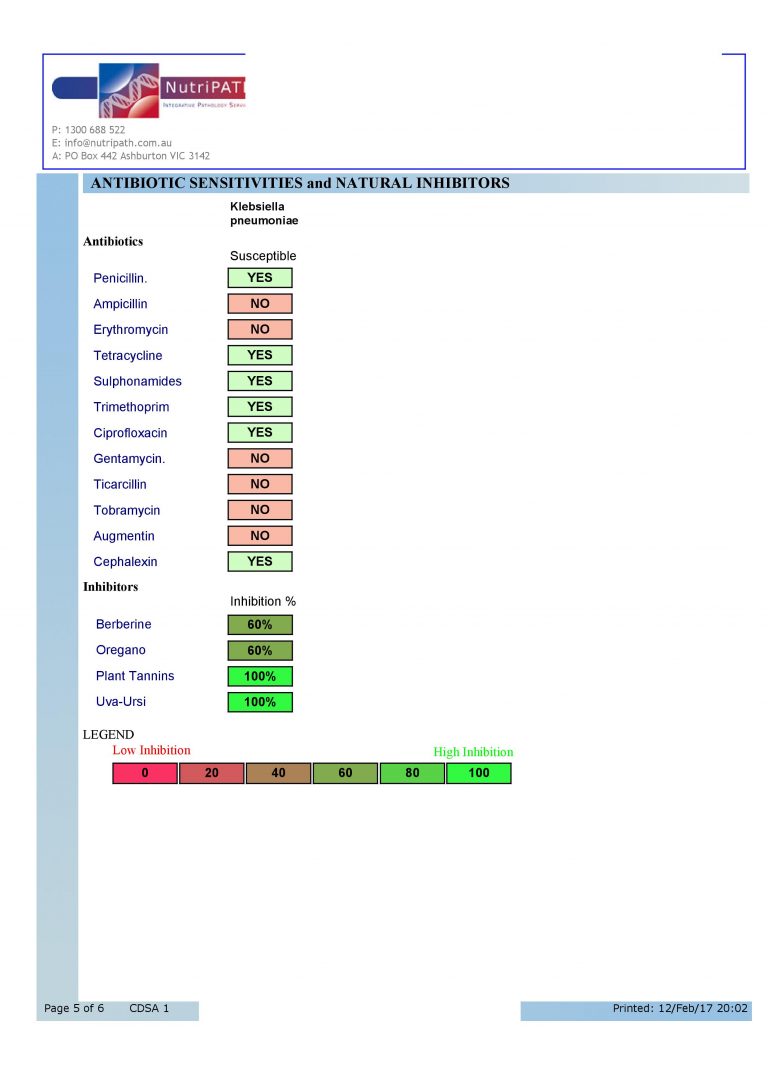 NutriPAT
INTEGRATIVE PATHOLOGY
P: 1300 688 522
E: info@nutripath.com.au
A: PO Box 442 Ashburton VIC 3142
ANTIBIOTIC SENSITIVITIES and NATURAL INHIBITORS
Klebsiella
pneumoniae
Antibiotics
Susceptible
Penicillin. YES
Ampicillin NO
Erythromycin NO
Tetracycline YES
Sulphonamides YES
Trimethoprim YES
Ciprofloxacin YES
Gentamycin. NO
Ticarcillin NO
Tobramycin NO
Augmentin NO
Cephalexin YES
Inhibitors
Inhibition %
Berberine 60%
Oregano 60%
Plant Tannins 100%
Uva-Ursi 100%
LEGEND
Low Inhibition High Inhibition
0 20 40 60 80 100
Page 5 of 6 CDSA 1 Printed: 12/Feb/17 20:02